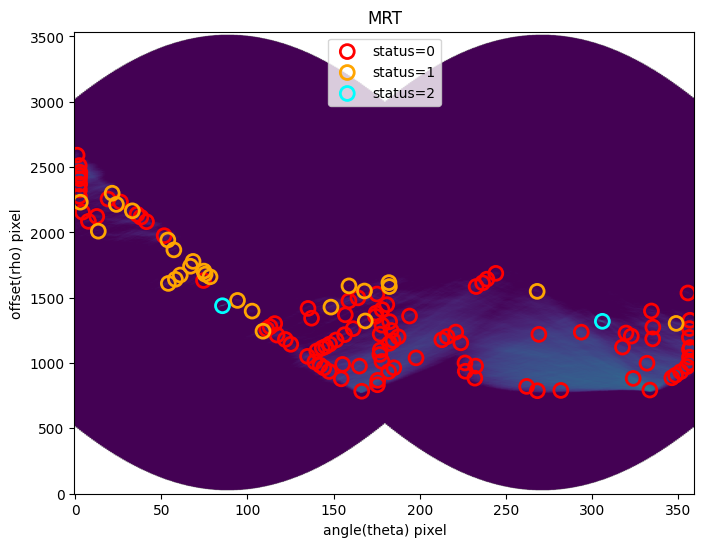 MRT
status=0
status=1
status=2
offset(rho) pixel
3500
3000
2500
2000
1500
1000
500
0
0 50 100 150 200 250 300 350
angle(theta) pixel